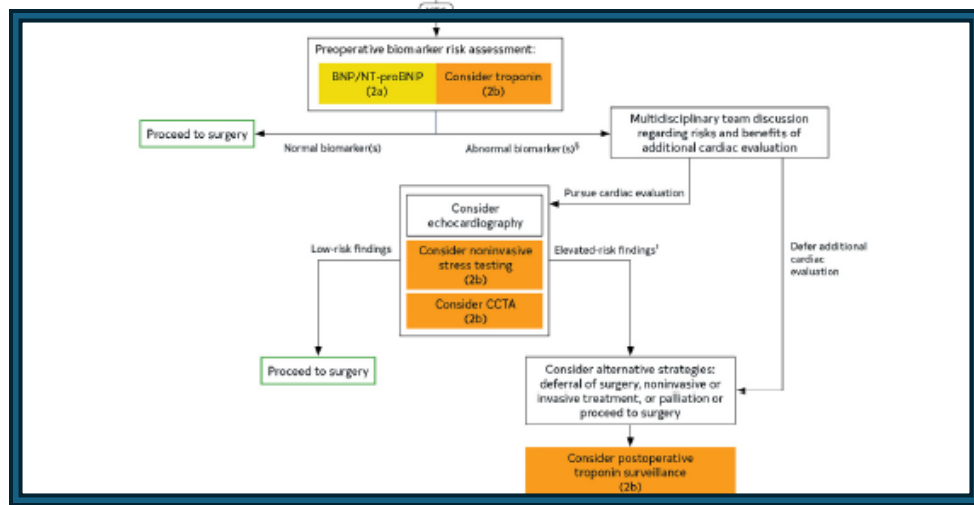 Preoperative biomarker risk assessment:
BNP/NT-proBNP
(2a)
Consider troponin
(2b)
Proceed to surgery
Normal biomarker(s)
Abnormal biomarker(s)§
Multidisciplinary team discussion
regarding risks and benefits of
additional cardiac evaluation
Pursue cardiac evaluation
Consider
echocardiography
Low-risk findings
Consider noninvasive
stress testing
(2b)
Elevated-risk findings
Defer additional
cardiac
evaluation
Consider CCTA
(2b)
Proceed to surgery
Consider alternative strategies:
deferral of surgery, noninvasive or
invasive treatment, or palliation or
proceed to surgery
Consider postoperative
troponin surveillance
(2b)